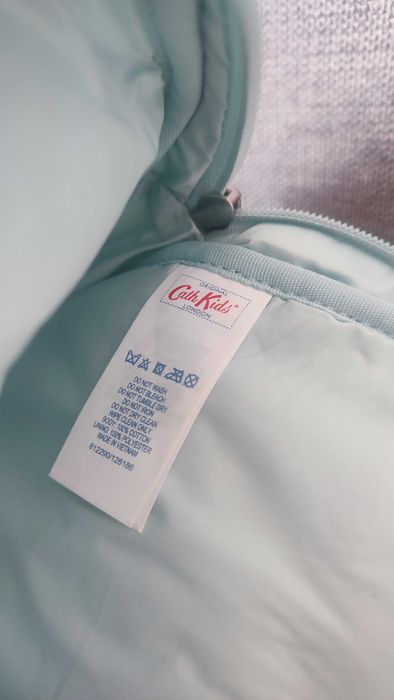 ORIGINAL
Cath Kids®
LONDON
DO NOT WASH
DO NOT BLEACH
DO NOT TUMBLE DRY
DO NOT IRON
DO NOT DRY CLEAN
WIPE CLEAN ONLY
BODY: 100% COTTON
LINING: 100% POLYESTER
MADE IN VIETNAM
812290/126186